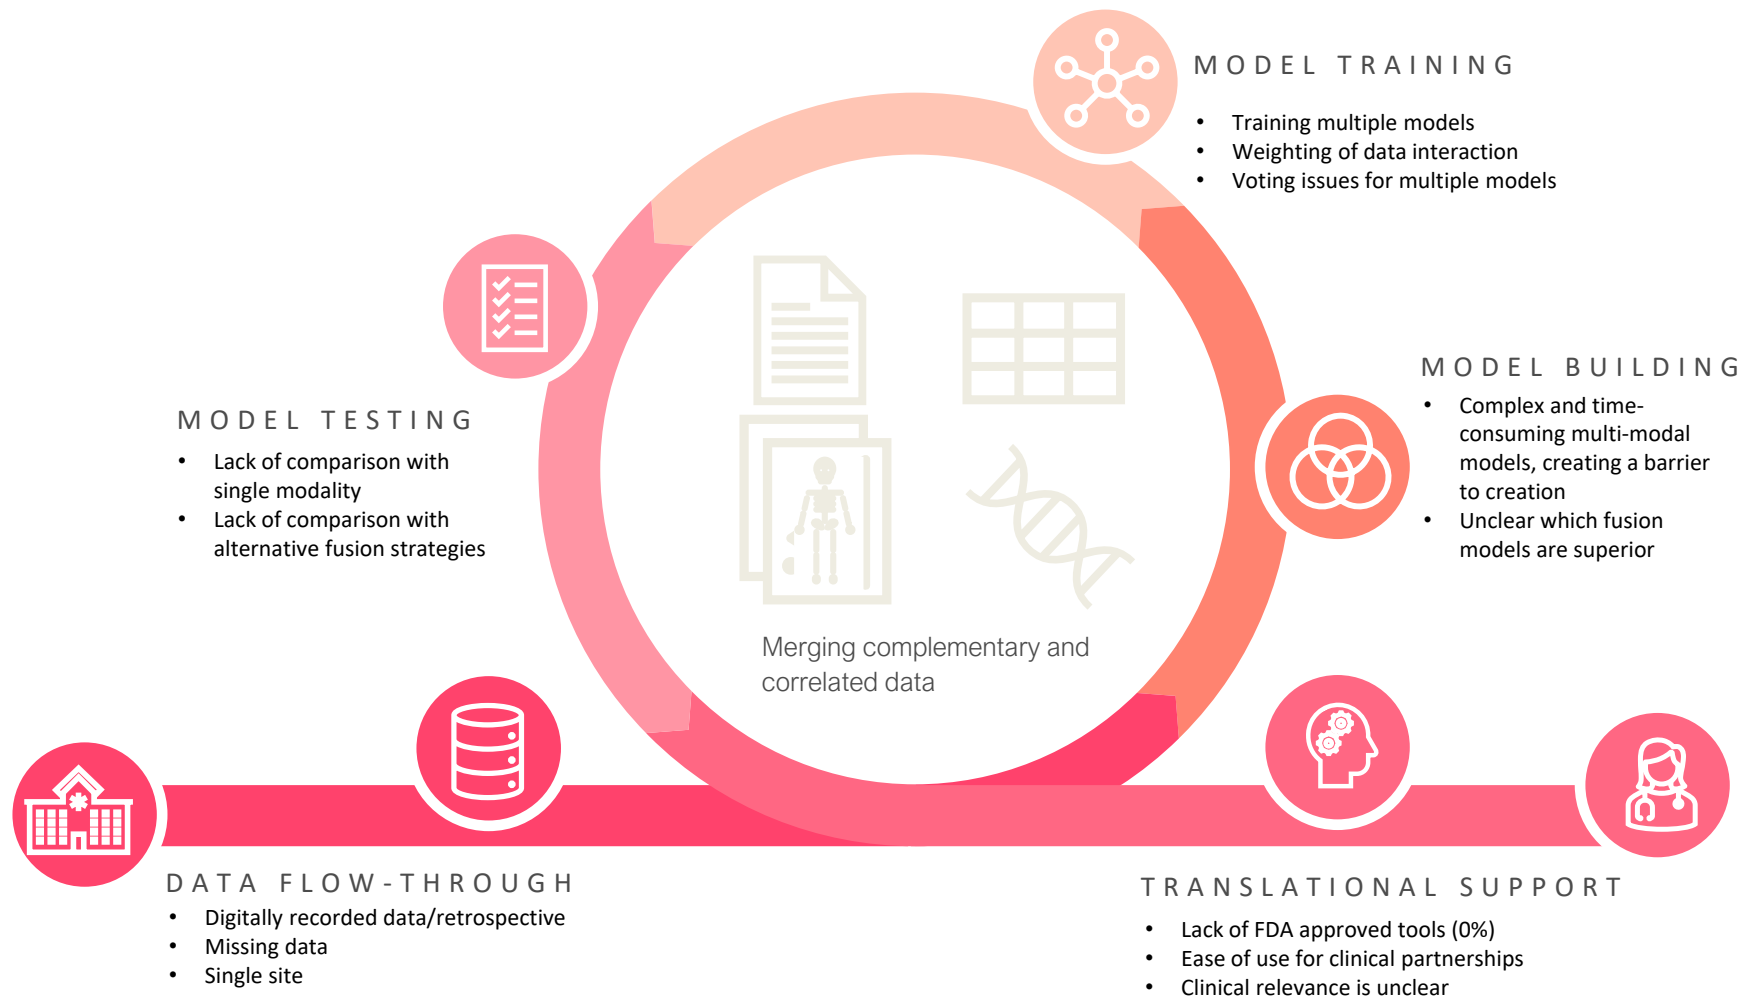 MODEL TRAINING
• Training multiple models
• Weighting of data interaction
• Voting issues for multiple models
MODEL BUILDING
• Complex and time-
consuming multi-modal
models, creating a barrier
to creation
• Unclear which fusion
models are superior
MODEL TESTING
• Lack of comparison with
single modality
• Lack of comparison with
alternative fusion strategies
Merging complementary and
correlated data
DATA FLOW-THROUGH
• Digitally recorded data/retrospective
• Missing data
• Single site
TRANSLATIONAL SUPPORT
• Lack of FDA approved tools (0%)
• Ease of use for clinical partnerships
• Clinical relevance is unclear